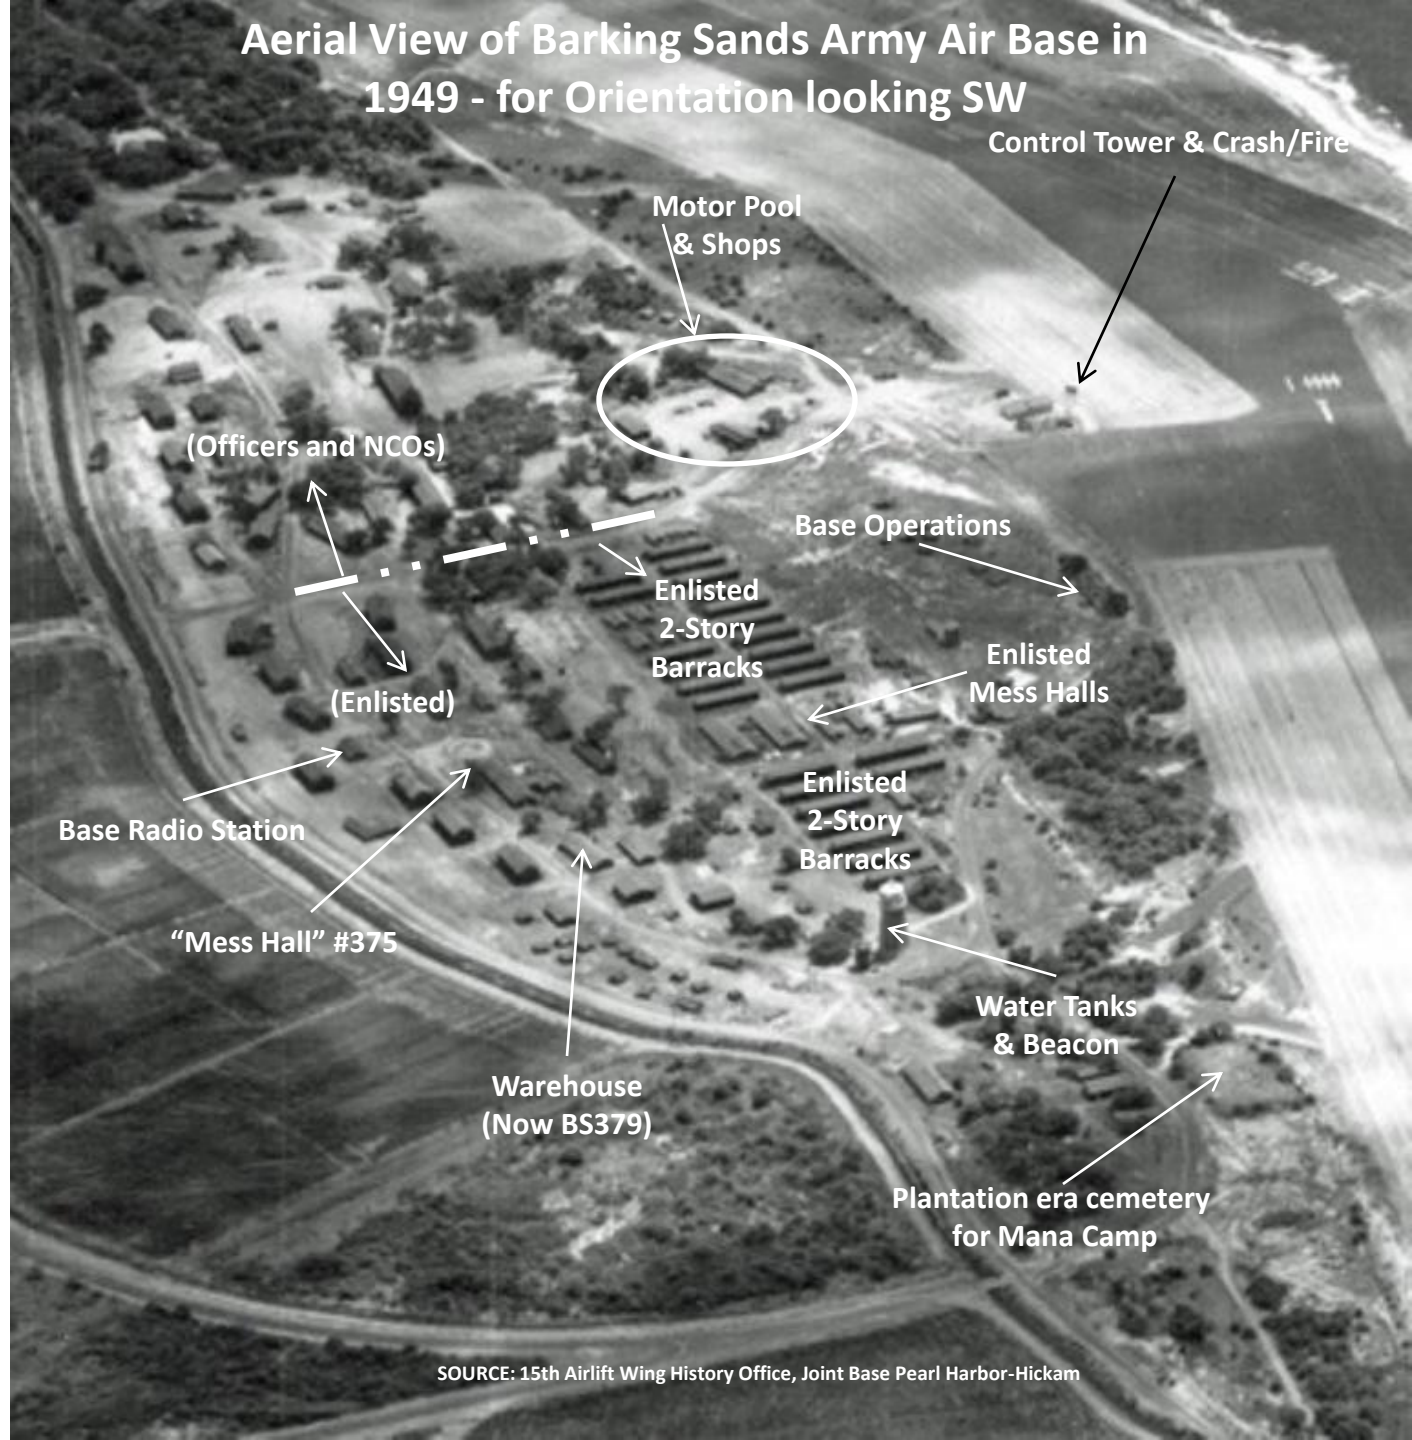 Aerial View of Barking Sands Army Air Base in
1949 - for Orientation looking SW
Control Tower & Crash/Fire
Motor Pool
& Shops
(Officers and NCOs)
Base Operations
Enlisted
2-Story
Barracks
Enlisted
Mess Halls
(Enlisted)
Enlisted
2-Story
Barracks
Base Radio Station
“Mess Hall” #375
Water Tanks
& Beacon
Warehouse
(Now BS379)
Plantation era cemetery
for Mana Camp
SOURCE: 15th Airlift Wing History Office, Joint Base Pearl Harbor-Hickam